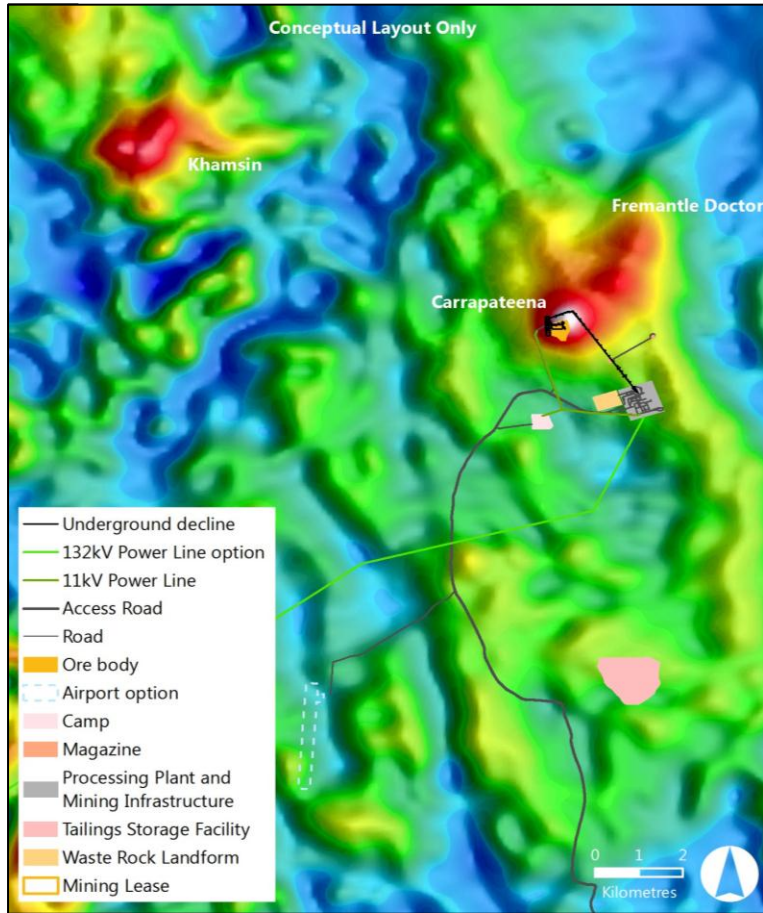 Conceptual Layout Only
Khamsin
Fremantle Doctor
Carrapateena
Underground decline
132kV Power Line option
11kV Power Line
Access Road
Road
Ore body
Airport option
Camp
Magazine
Processing Plant and
Mining Infrastructure
Tailings Storage Facility
Waste Rock Landform
Mining Lease
0 1 2
Kilometres